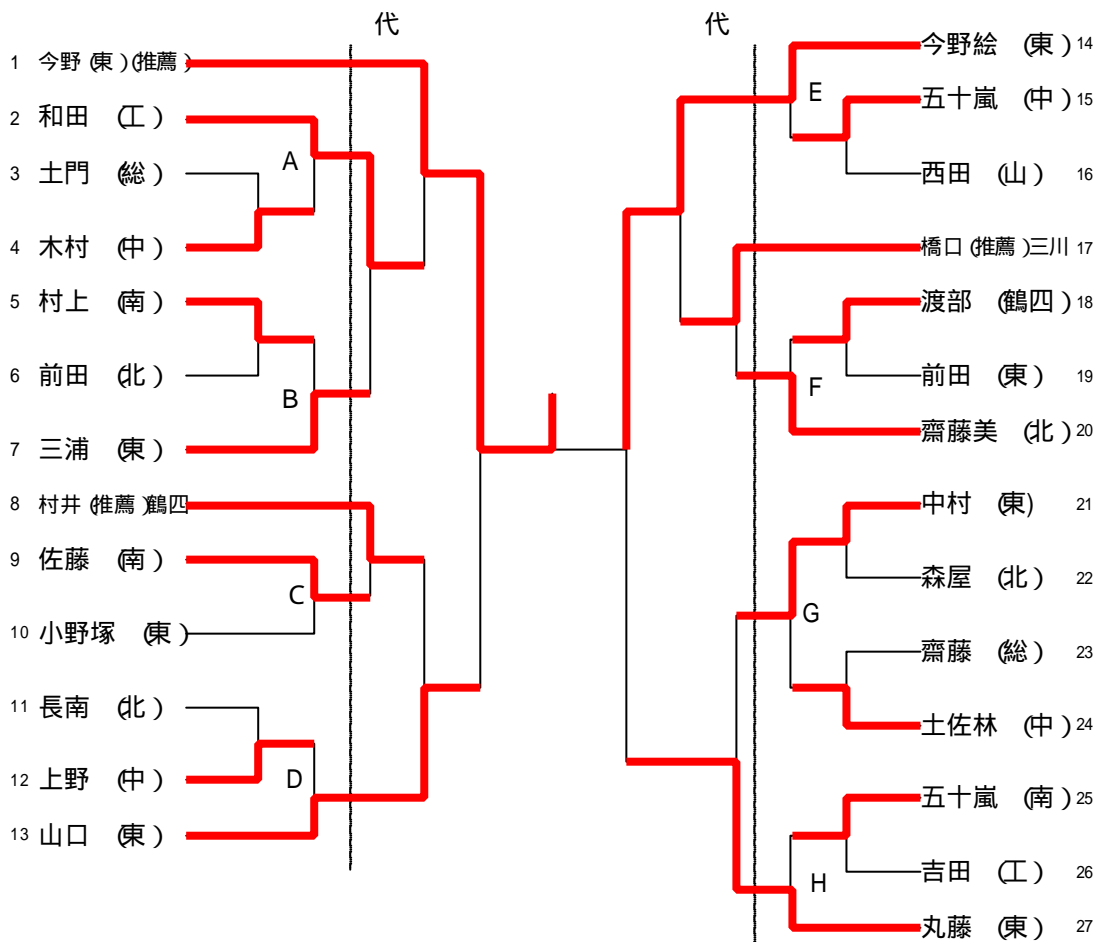 代
代
1 今野 (東) (推薦)
2 和田 (工)
A
3 土門 (総)
4 木村 (中)
5 村上 (南)
6 前田 (北)
B
7 三浦 (東)
8 村井 (推薦)鶴四
9 佐藤 (南)
C
10 小野塚 (東)
11 長南 (北)
12 上野 (中)
D
13 山口 (東)
今野絵 (東) 14
E
五十嵐 (中) 15
西田 (山) 16
橋口 (推薦)三川 17
渡部 (鶴四) 18
前田 (東) 19
F
齋藤美 (北) 20
中村 (東) 21
森屋 (北) 22
G
齋藤 (総) 23
土佐林 (中) 24
五十嵐 (南) 25
吉田 (工) 26
H
丸藤 (東) 27